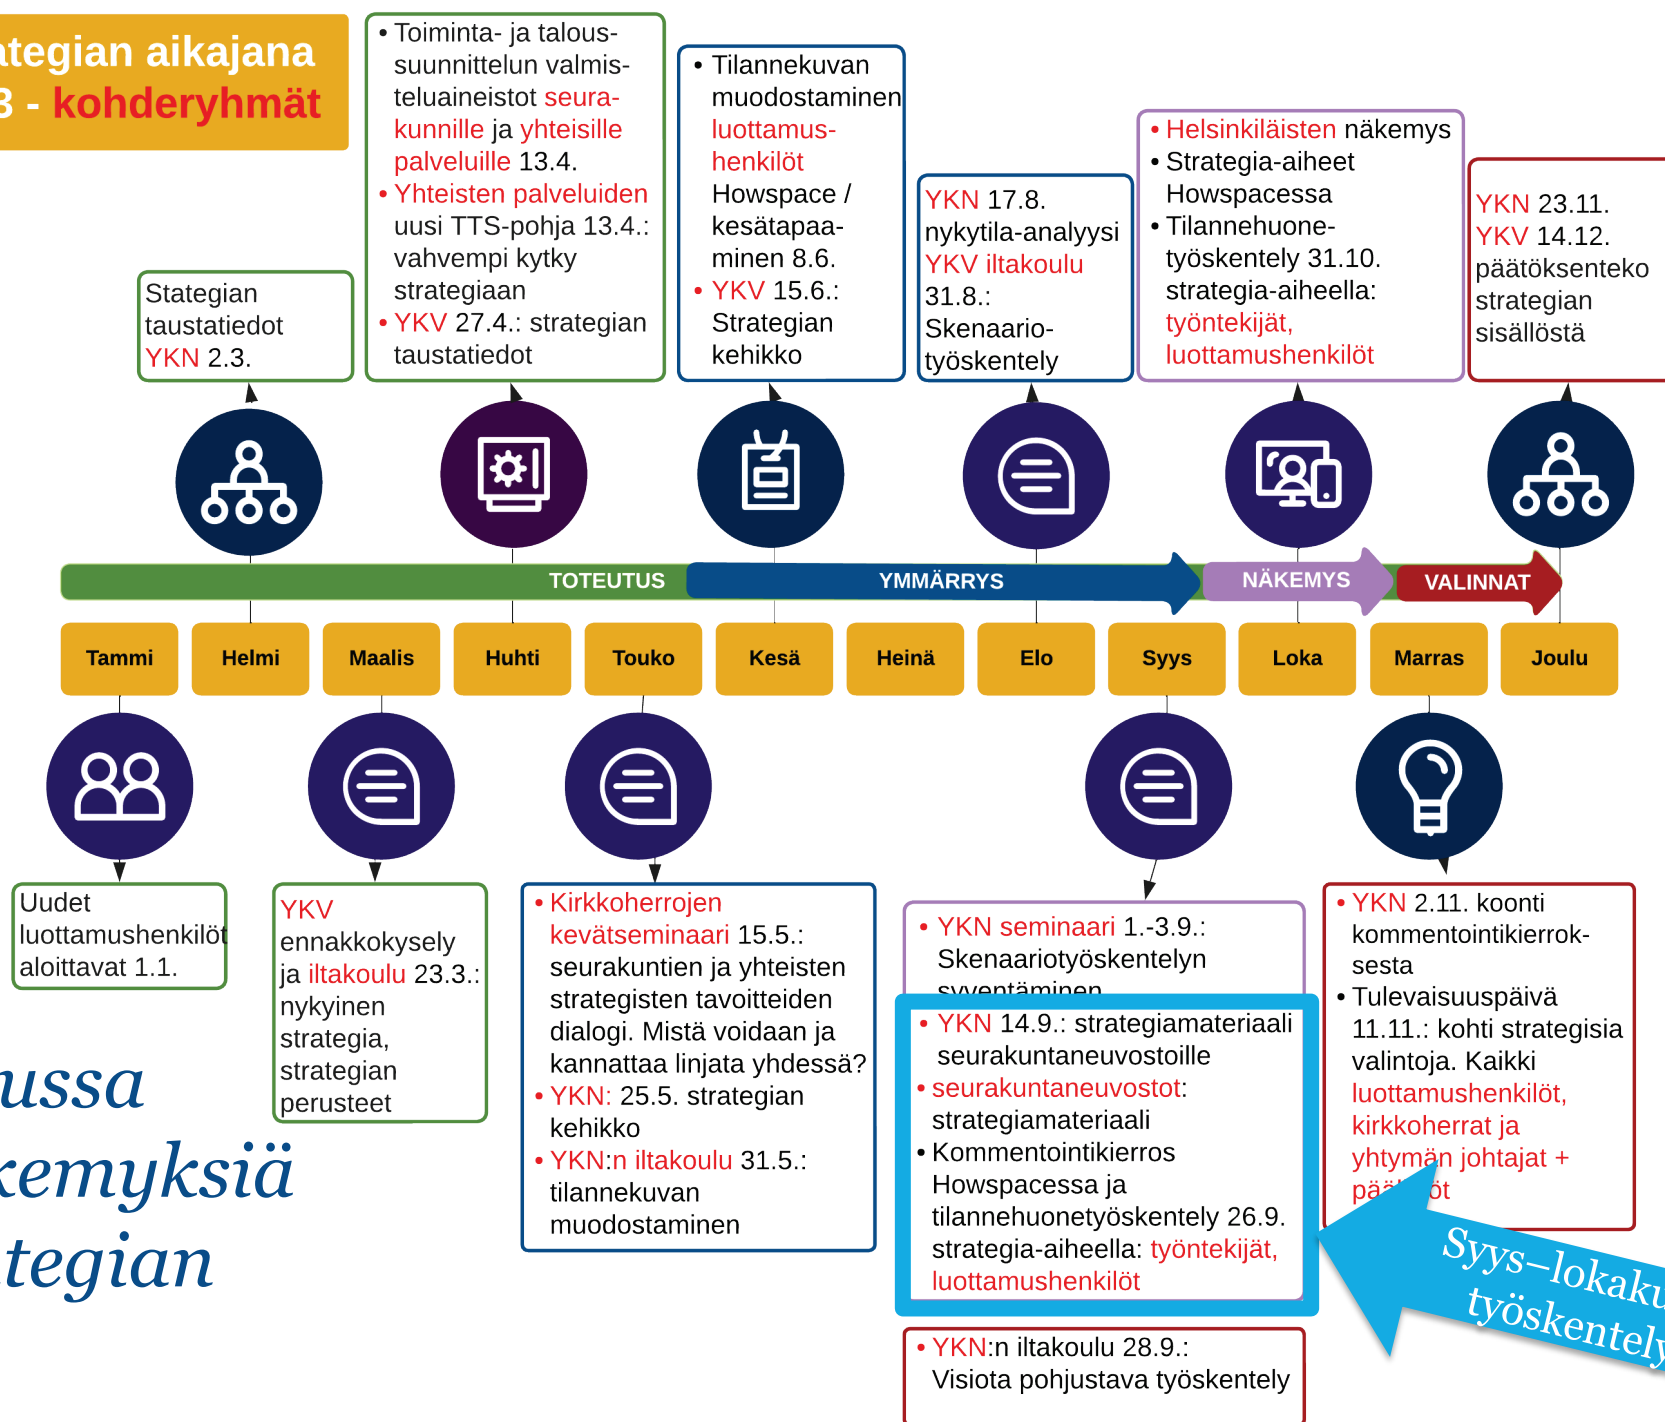 ategian aikajana
3 - kohderyhmät
• Toiminta- ja talous-
suunnittelun valmis-
teluaineistot seura-
kunnille ja yhteisille
palveluille 13.4.
• Yhteisten palveluiden
uusi TTS-pohja 13.4.:
vahvempi kytky
strategiaan
• YKV 27.4.: strategian
taustatiedot
• Tilannekuvan
muodostaminen
luottamus-
henkilöt
Howspace /
kesätapaa-
minen 8.6.
• YKV 15.6.:
Strategian
kehikko
YKN 17.8.
nykytila-analyysi
YKV iltakoulu
31.8.:
Skenaario-
työskentely
• Helsinkiläisten näkemys
• Strategia-aiheet
Howspacessa
• Tilannehuone-
työskentely 31.10.
strategia-aiheella:
työntekijät,
luottamushenkilöt
YKN 23.11.
YKV 14.12.
päätöksenteko
strategian
sisällöstä
Stategian
taustatiedot
YKN 2.3.
TOTEUTUS
YMMÄRRYS
NÄKEMYS
VALINNAT
Tammi
Helmi
Maalis
Huhti
Touko
Kesä
Heinä
Elo
Syys
Loka
Marras
Joulu
Uudet
luottamushenkilöt
aloittavat 1.1.
YKV
ennakkokysely
ja iltakoulu 23.3.:
nykyinen
strategia,
strategian
perusteet
• Kirkkoherrojen
kevätseminaari 15.5.:
seurakuntien ja yhteisten
strategisten tavoitteiden
dialogi. Mistä voidaan ja
kannattaa linjata yhdessä?
• YKN: 25.5. strategian
kehikko
• YKN:n iltakoulu 31.5.:
tilannekuvan
muodostaminen
• YKN seminaari 1.-3.9.:
Skenaariotyöskentelyn
syventäminen
• YKN 14.9.: strategiamateriaali
seurakuntaneuvostoille
• seurakuntaneuvostot:
strategiamateriaali
• Kommentointikierros
Howspacessa ja
tilannehuonetyöskentely 26.9.
strategia-aiheella: työntekijät,
luottamushenkilöt
• YKN:n iltakoulu 28.9.:
Visiota pohjustava työskentely
• YKN 2.11. koonti
kommentointikierrok-
sesta
• Tulevaisuuspäivä
11.11.: kohti strategisia
valintoja. Kaikki
luottamushenkilöt,
kirkkoherrat ja
yhtymän johtajat +
ussa
kemyksiä
tegian
Syys–lokaku
työskentely